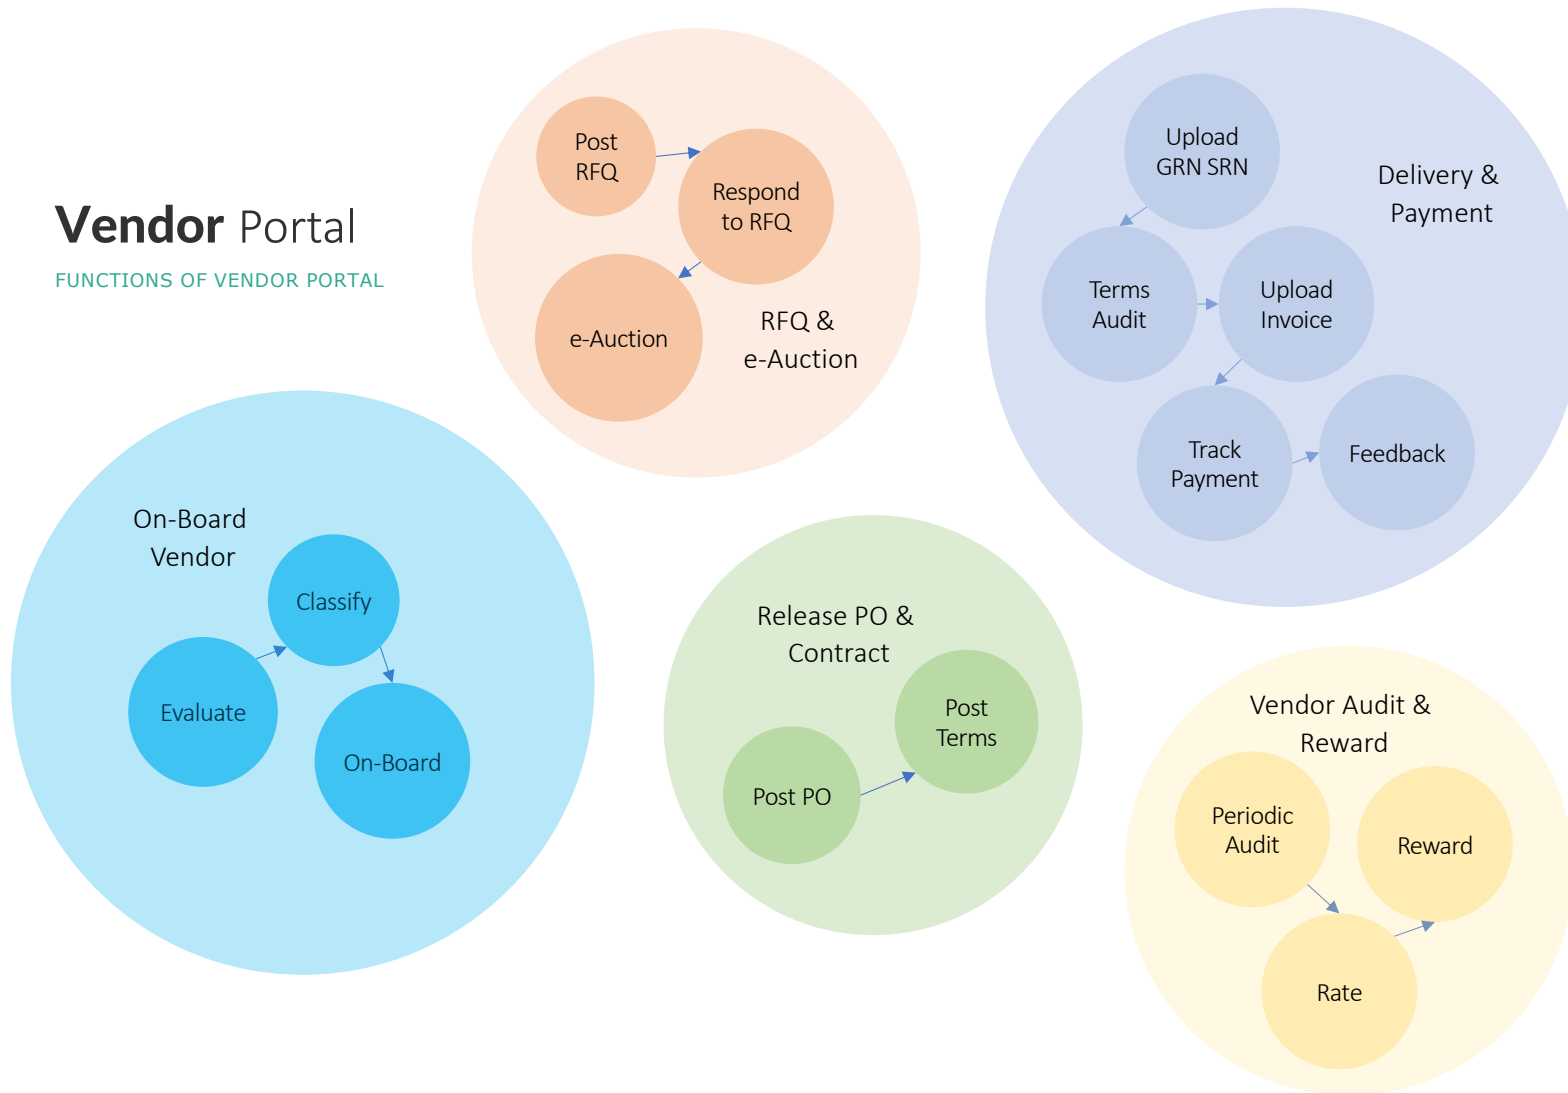 Vendor Portal
FUNCTIONS OF VENDOR PORTAL
Post
RFQ
Respond
to RFQ
e-Auction
RFQ &
e-Auction
Upload
GRN SRN
Delivery &
Payment
Terms
Audit
Upload
Invoice
Track
Payment
Feedback
On-Board
Vendor
Classify
Evaluate
On-Board
Release PO &
Contract
Post
Terms
Post PO
Vendor Audit &
Reward
Periodic
Audit
Reward
Rate